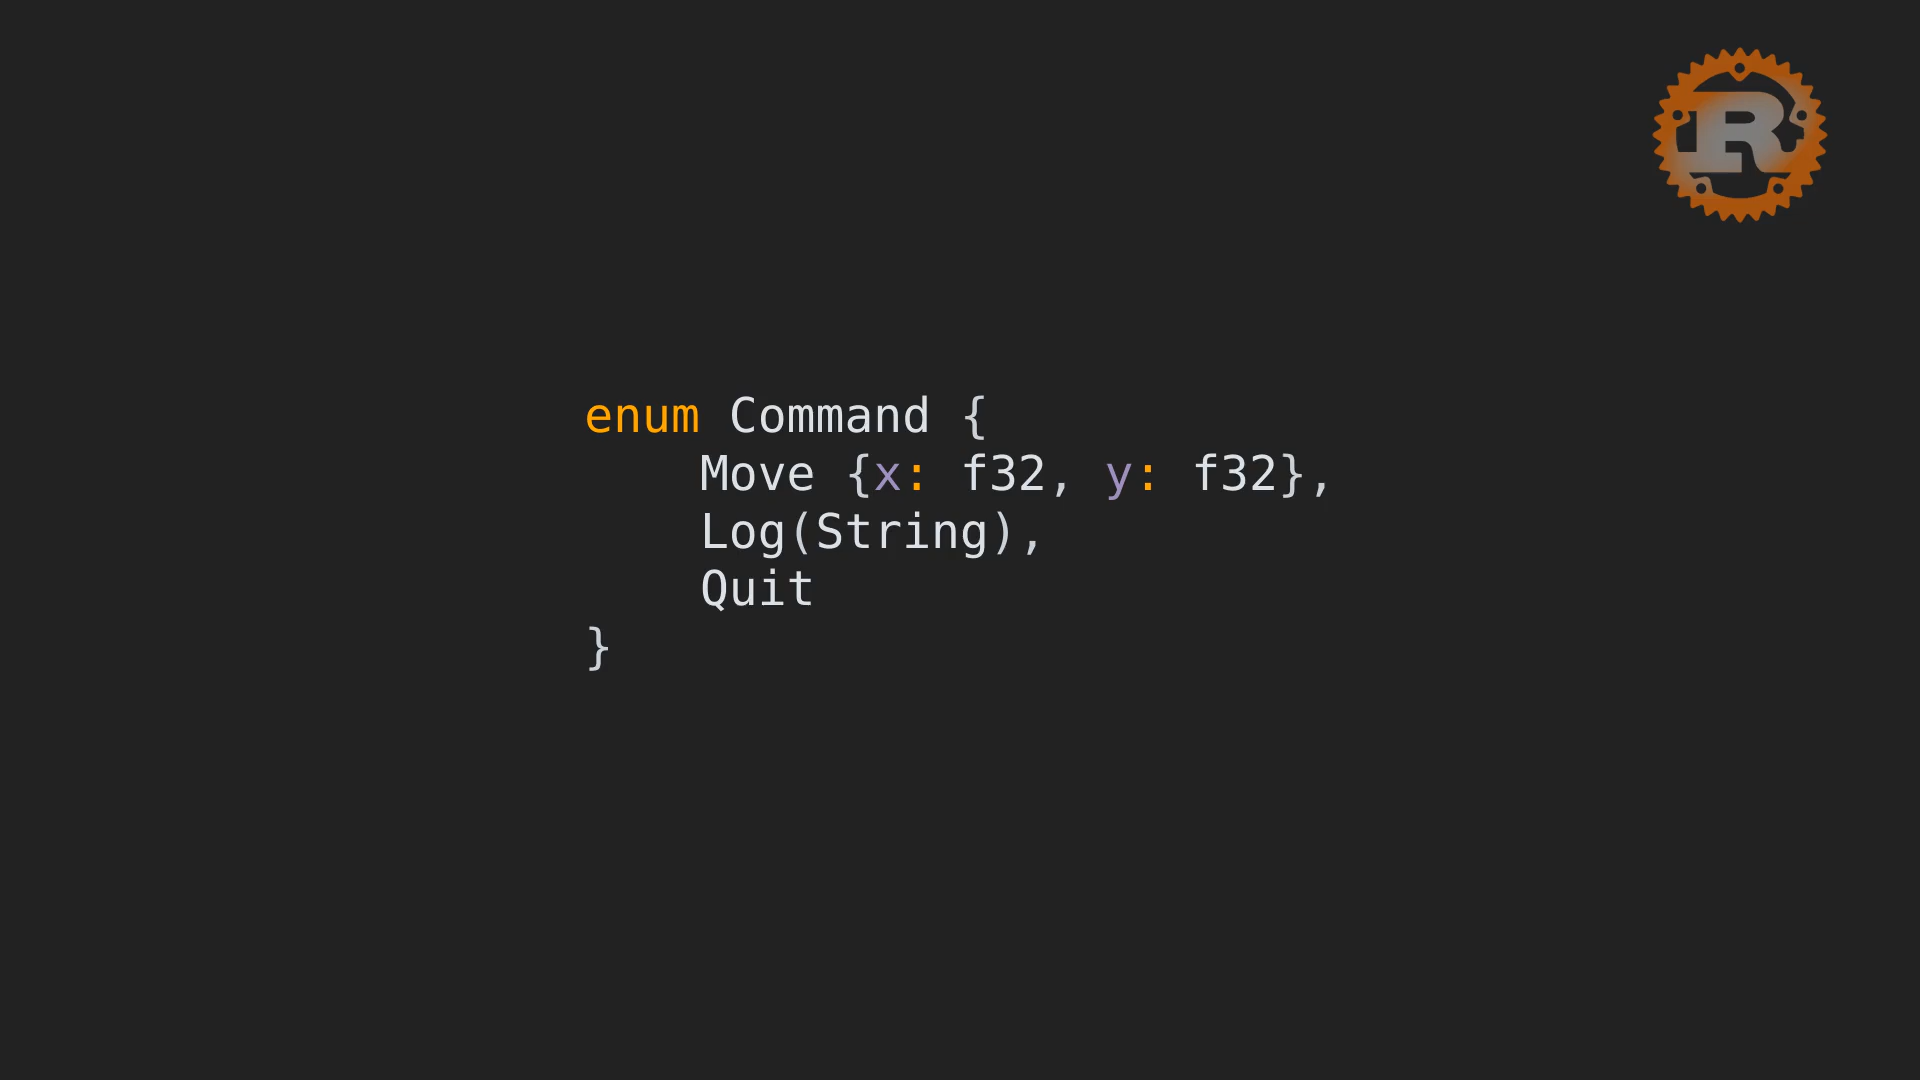 R
enum Command {
    Move {x: f32, y: f32},
    Log(String),
    Quit
}